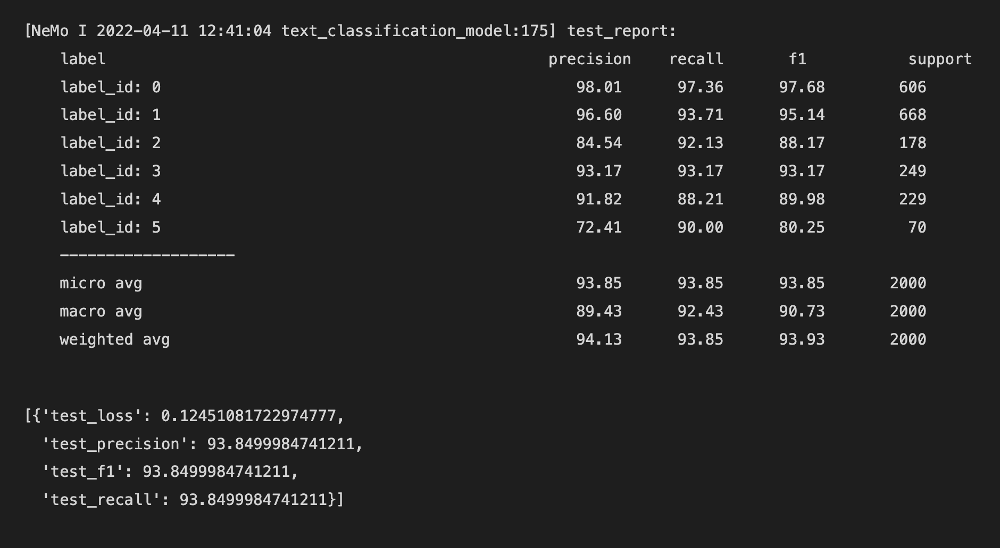 [NeMo I 2022-04-11 12:41:04 text_classification_model:175] test_report:
label precision recall f1 support
label_id: 0 98.01 97.36 97.68 606
label_id: 1 96.60 93.71 95.14 668
label_id: 2 84.54 92.13 88.17 178
label_id: 3 93.17 93.17 93.17 249
label_id: 4 91.82 88.21 89.98 229
label_id: 5 72.41 90.00 80.25 70
-------------------
micro avg 93.85 93.85 93.85 2000
macro avg 89.43 92.43 90.73 2000
weighted avg 94.13 93.85 93.93 2000
[{'test_loss': 0.12451081722974777,
'test_precision': 93.8499984741211,
'test_f1': 93.8499984741211,
'test_recall': 93.8499984741211}]